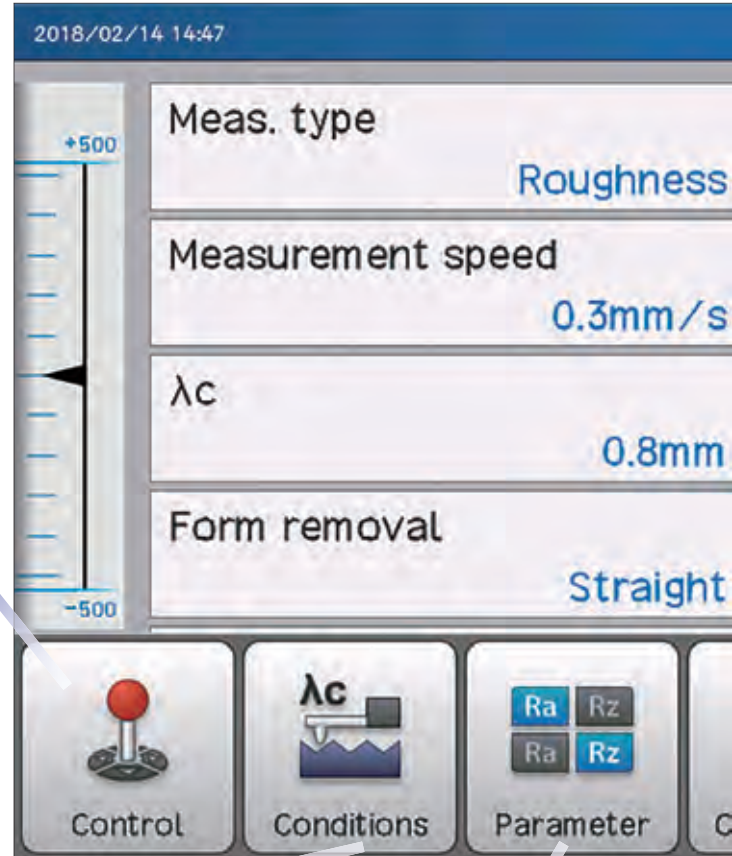 2018/02/14 14:47
+500
-500
Meas. type
Roughness
Measurement speed
0.3mm/s
λc
0.8mm
Form removal
Straight
λc
Ra Rz
Ra Rz
Control
Conditions
Parameter